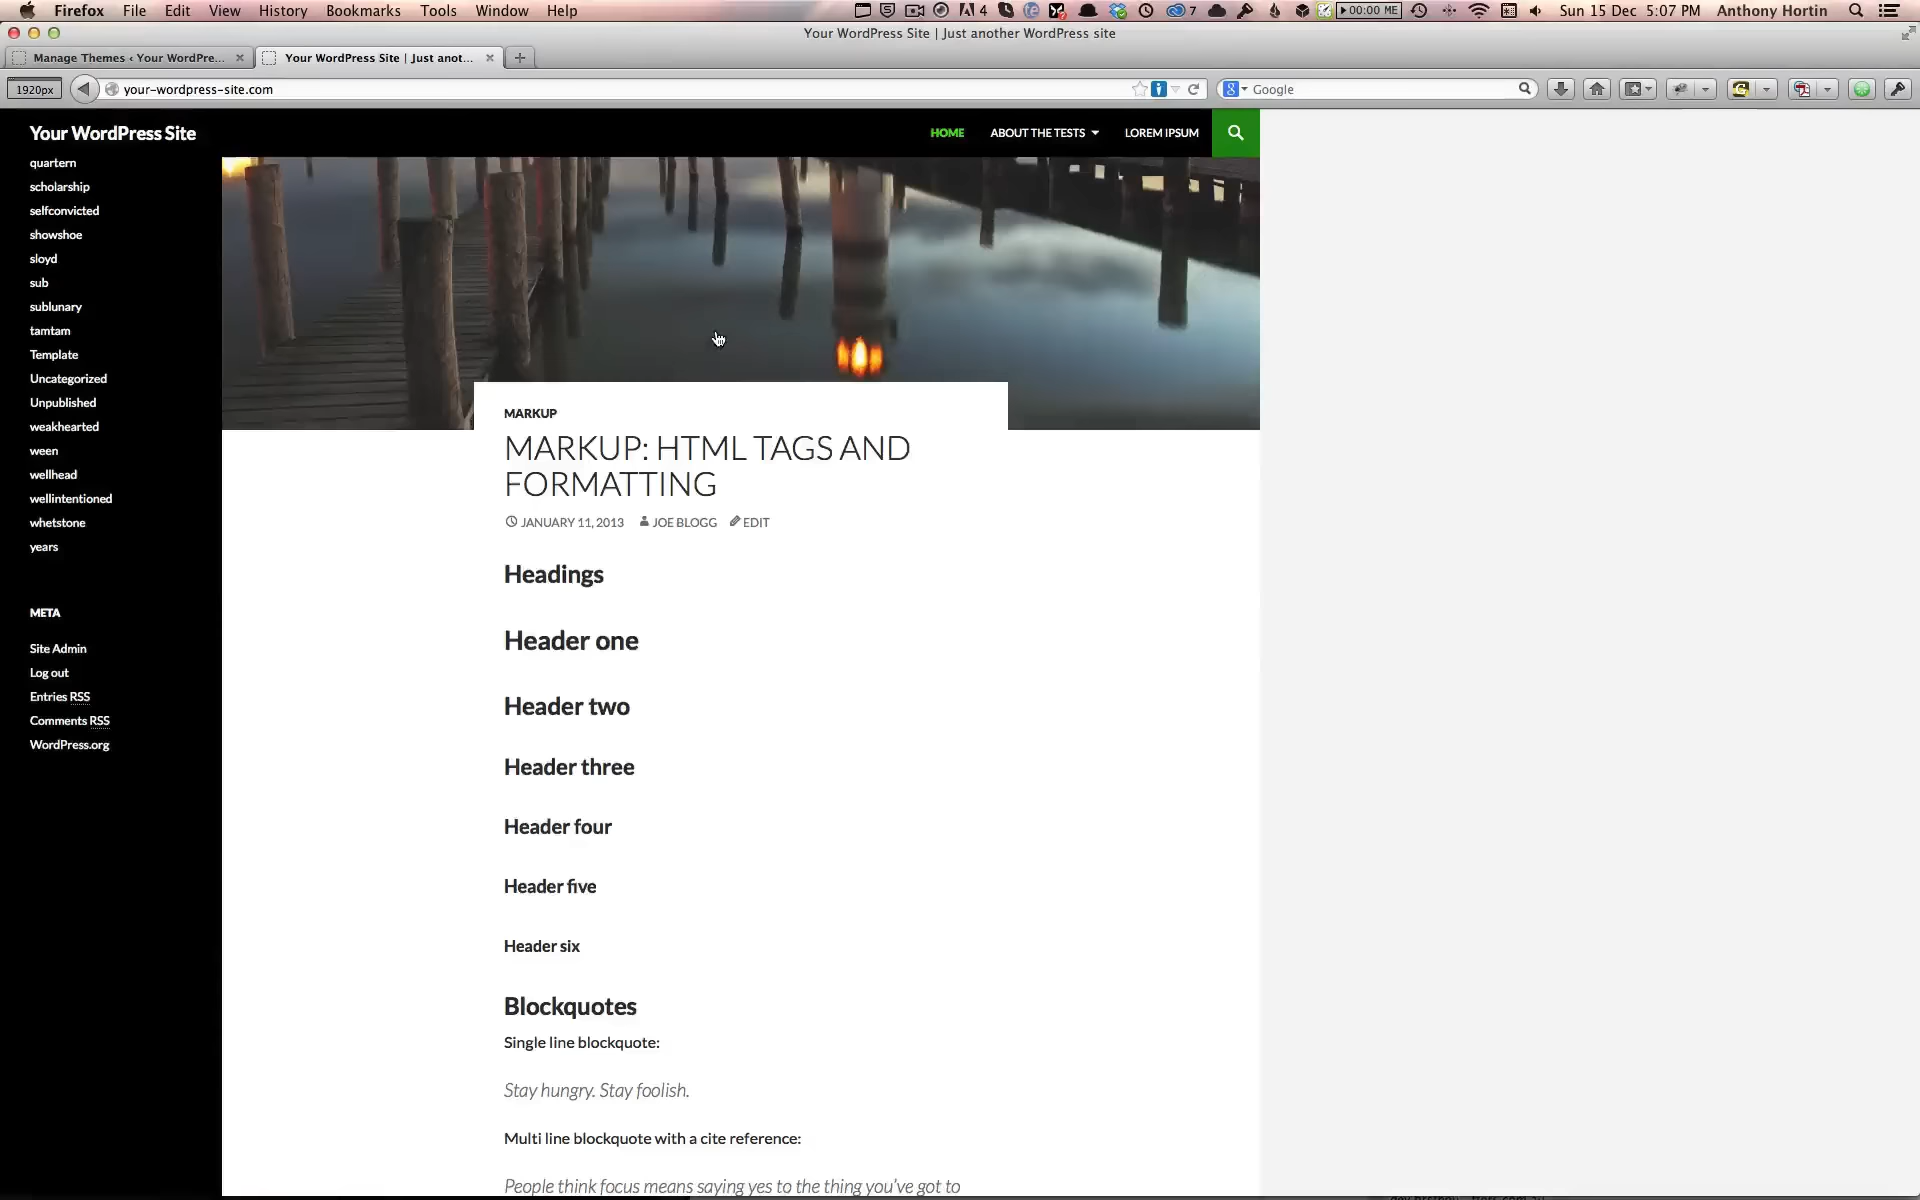 Firefox File Edit View History Bookmarks Tools Window Help 4 7 00:00 ME Sun 15 Dec 5:07 PM Anthony Hortin
Your WordPress Site | Just another WordPress site
Manage Themes ‹ Your WordPre... Your WordPress Site | Just anot...
1920px your-wordpress-site.com Google
Your WordPress Site HOME ABOUT THE TESTS LOREM IPSUM
quartern
scholarship
selfconvicted
showshoe
sloyd
sub
sublunary
tamtam
Template
Uncategorized
Unpublished
weakhearted
ween
wellhead
wellintentioned
whetstone
years
META
Site Admin
Log out
Entries RSS
Comments RSS
WordPress.org
MARKUP
MARKUP: HTML TAGS AND
FORMATTING
JANUARY 11, 2013 JOE BLOGG EDIT
Headings
Header one
Header two
Header three
Header four
Header five
Header six
Blockquotes
Single line blockquote:
Stay hungry. Stay foolish.
Multi line blockquote with a cite reference:
People think focus means saying yes to the thing you've got to